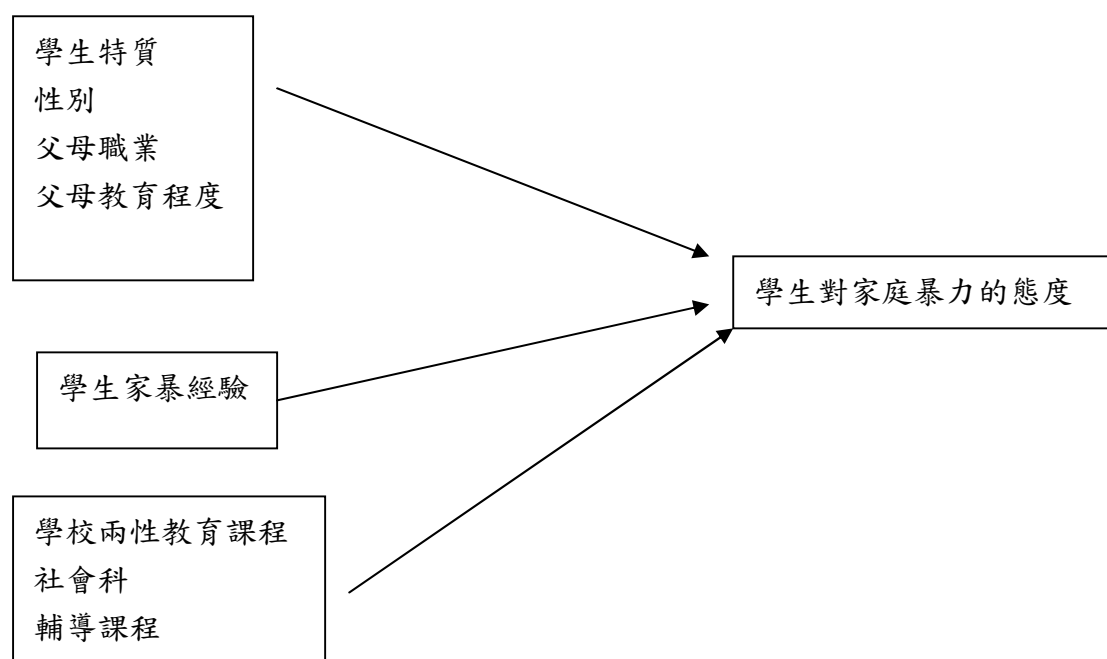 學生特質
性別
父母職業
父母教育程度
學生對家庭暴力的態度
學生家暴經驗
學校兩性教育課程
社會科
輔導課程